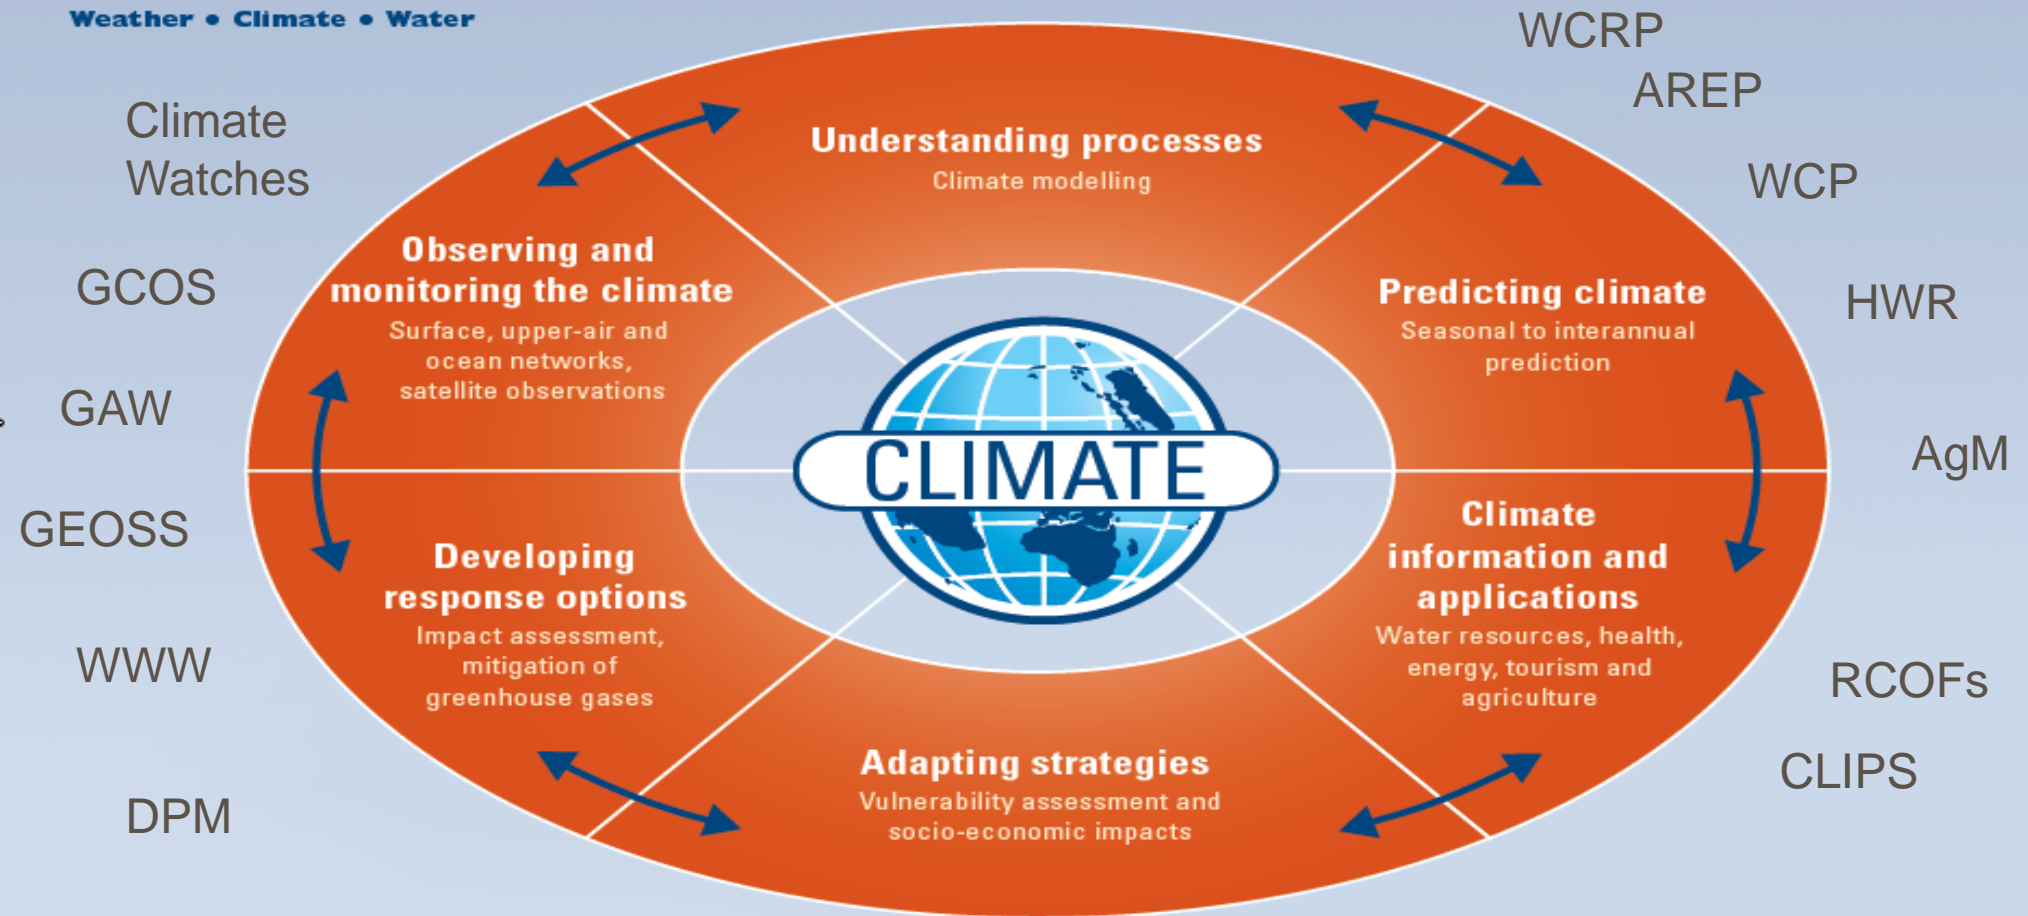 Weather • Climate • Water
WCRP
AREP
WCP
HWR
AgM
RCOFs
CLIPS
Climate
Watches
GCOS
GAW
GEOSS
WWW
DPM
Understanding processes
Climate modelling
Observing and
monitoring the climate
Surface, upper-air and
ocean networks,
satellite observations
Predicting climate
Seasonal to interannual
prediction
CLIMATE
Developing
response options
Impact assessment,
mitigation of
greenhouse gases
Climate
information and
applications
Water resources, health,
energy, tourism and
agriculture
Adapting strategies
Vulnerability assessment and
socio-economic impacts